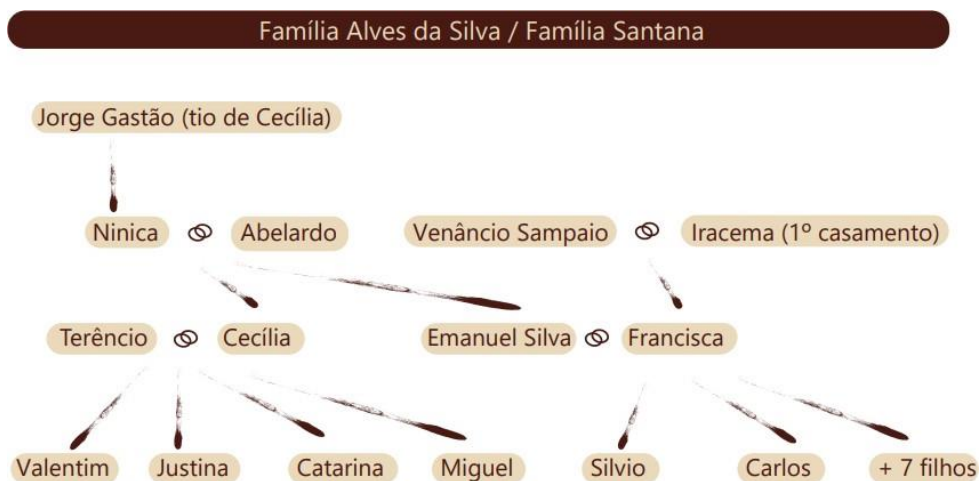 Família Alves da Silva / Família Santana
Jorge Gastão (tio de Cecília)
Ninica Abelardo Venâncio Sampaio Iracema (1º casamento)
Terêncio Cecília Emanuel Silva Francisca
Valentim Justina Catarina Miguel Silvio Carlos + 7 filhos